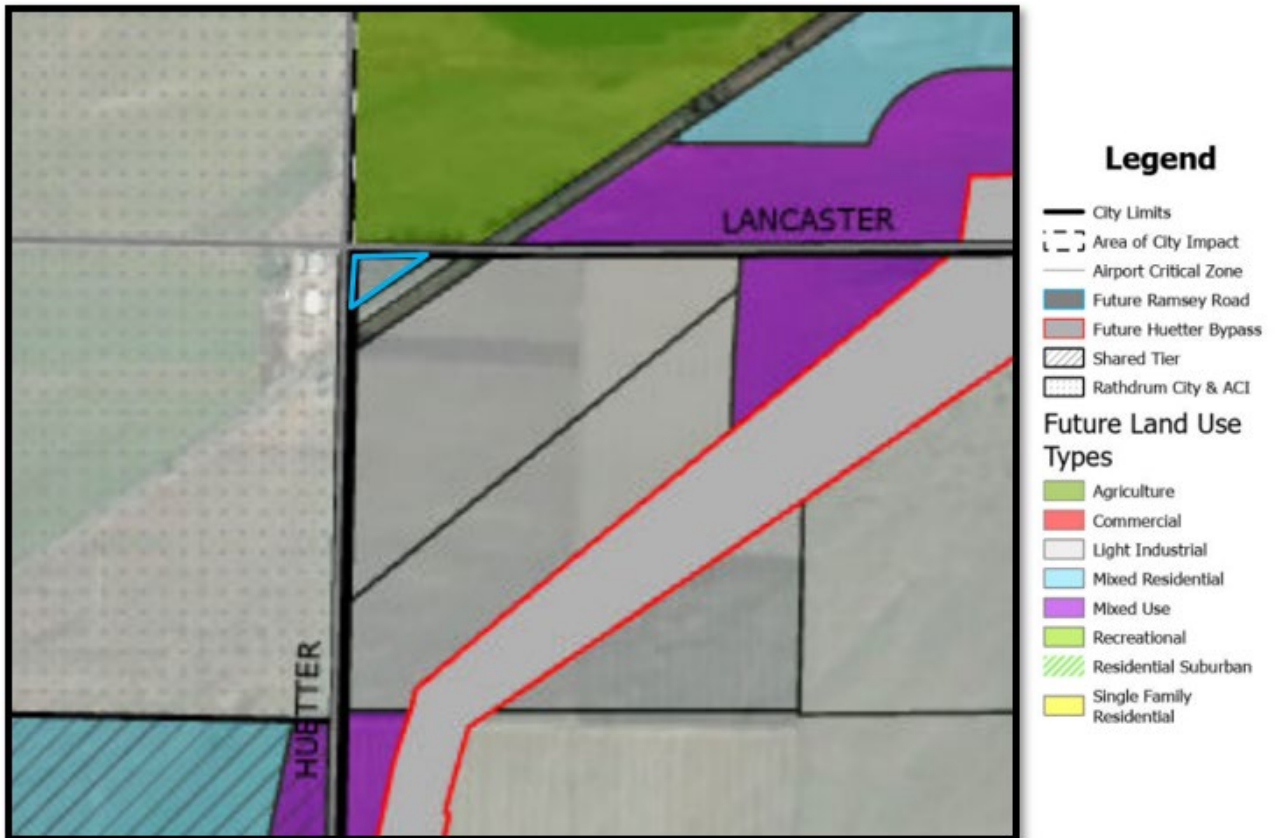 LANCASTER
HUETTER
Legend
City Limits
Area of City Impact
Airport Critical Zone
Future Ramsey Road
Future Huetter Bypass
Shared Tier
Rathdrum City & ACI
Future Land Use
Types
Agriculture
Commercial
Light Industrial
Mixed Residential
Mixed Use
Recreational
Residential Suburban
Single Family
Residential